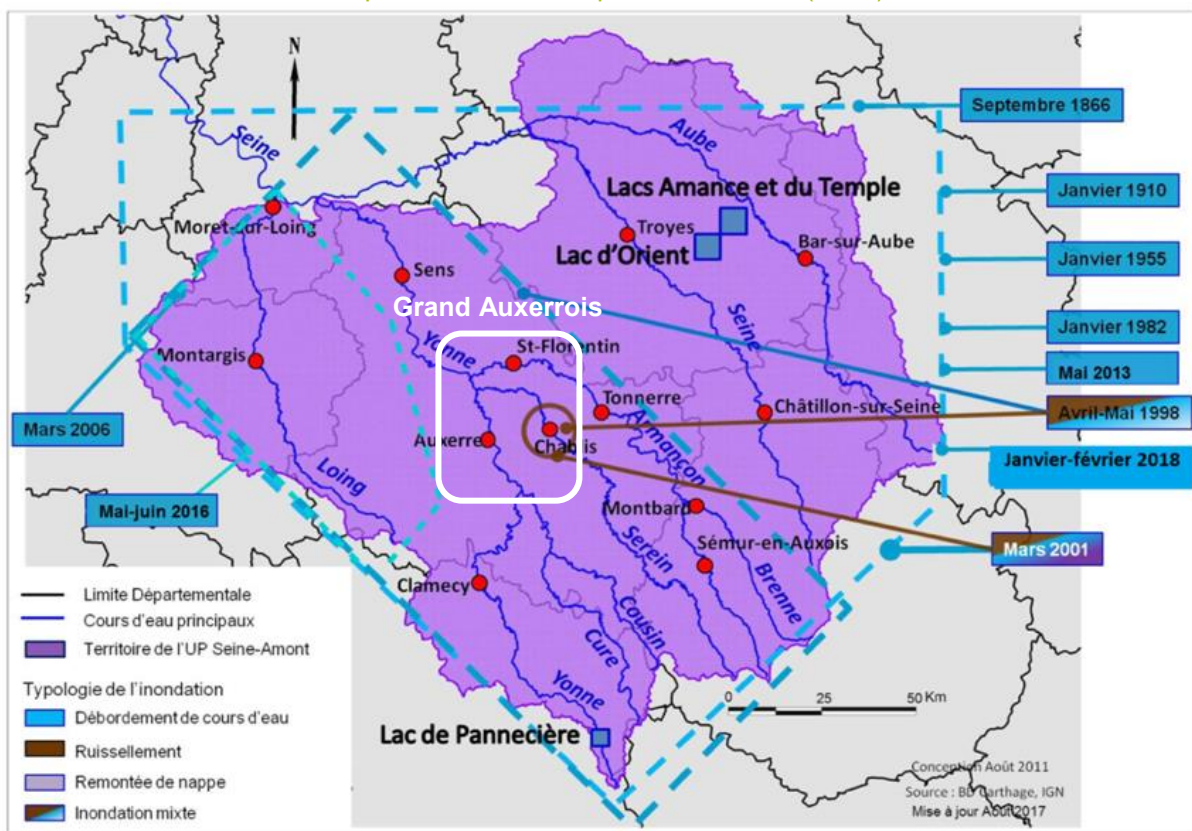 N
Septembre 1866
Seine
Aube
Janvier 1910
Lacs Amance et du Temple
Moret-sur-Loing
Troyes
Bar-sur-Aube
Lac d'Orient
Janvier 1955
Sens
Grand Auxerrois
Seine
Janvier 1982
Yonne
St-Florentin
Montargis
Mai 2013
Tonnerre
Châtillon-sur-Seine
Avril-Mai 1998
Mars 2006
Auxerre
Chablis
Armançon
Janvier-février 2018
Loing
Mai-juin 2016
Montbard
Sémur-en-Auxois
Mars 2001
Serein
Brenne
Clamecy
Cousin
Cure
Yonne
Limite Départementale
Cours d'eau principaux
Territoire de l'UP Seine-Amont
Typologie de l'inondation
Débordement de cours d'eau
Ruissellement
Remontée de nappe
Inondation mixte
0 25 50 Km
Lac de Pannecière
Conception Août 2011
Source : BD Carthage, IGN
Mise à jour Août 2017